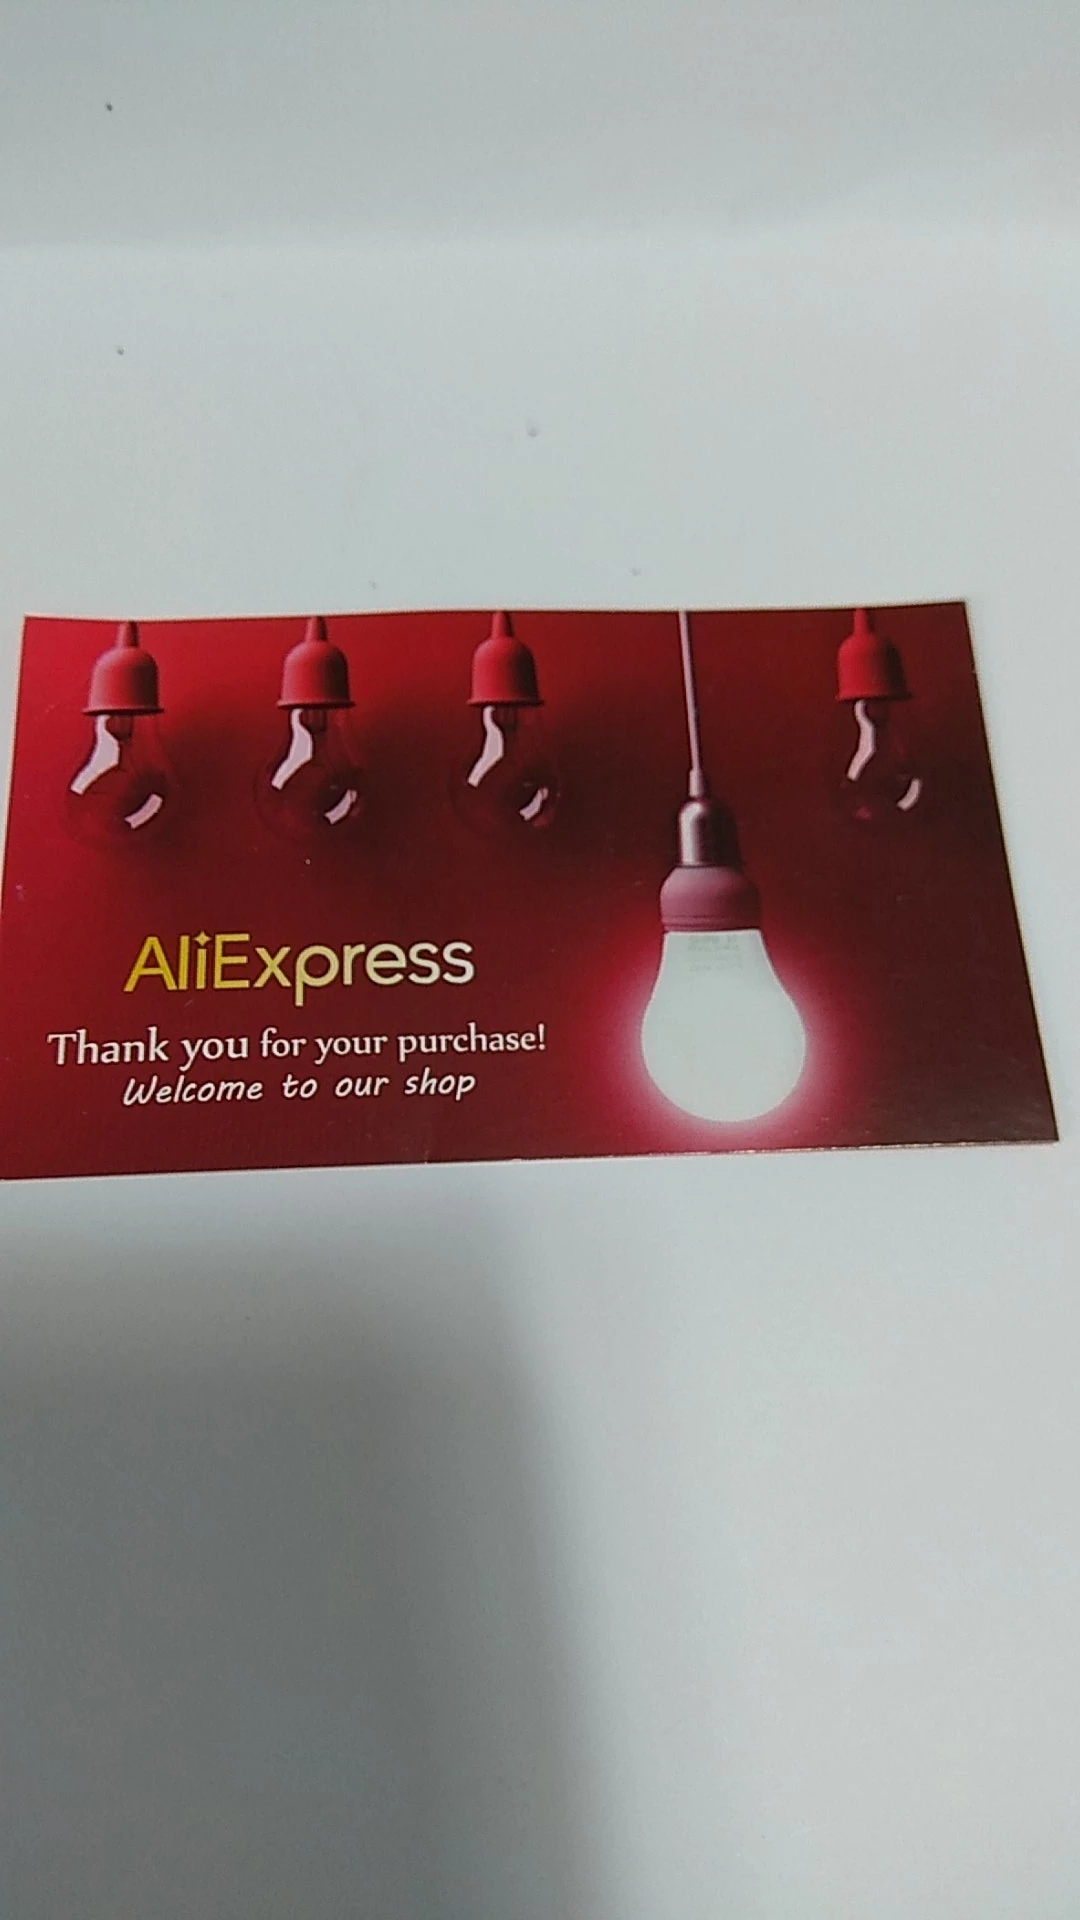 AliExpress
Thank you for your purchase!
Welcome to our shop